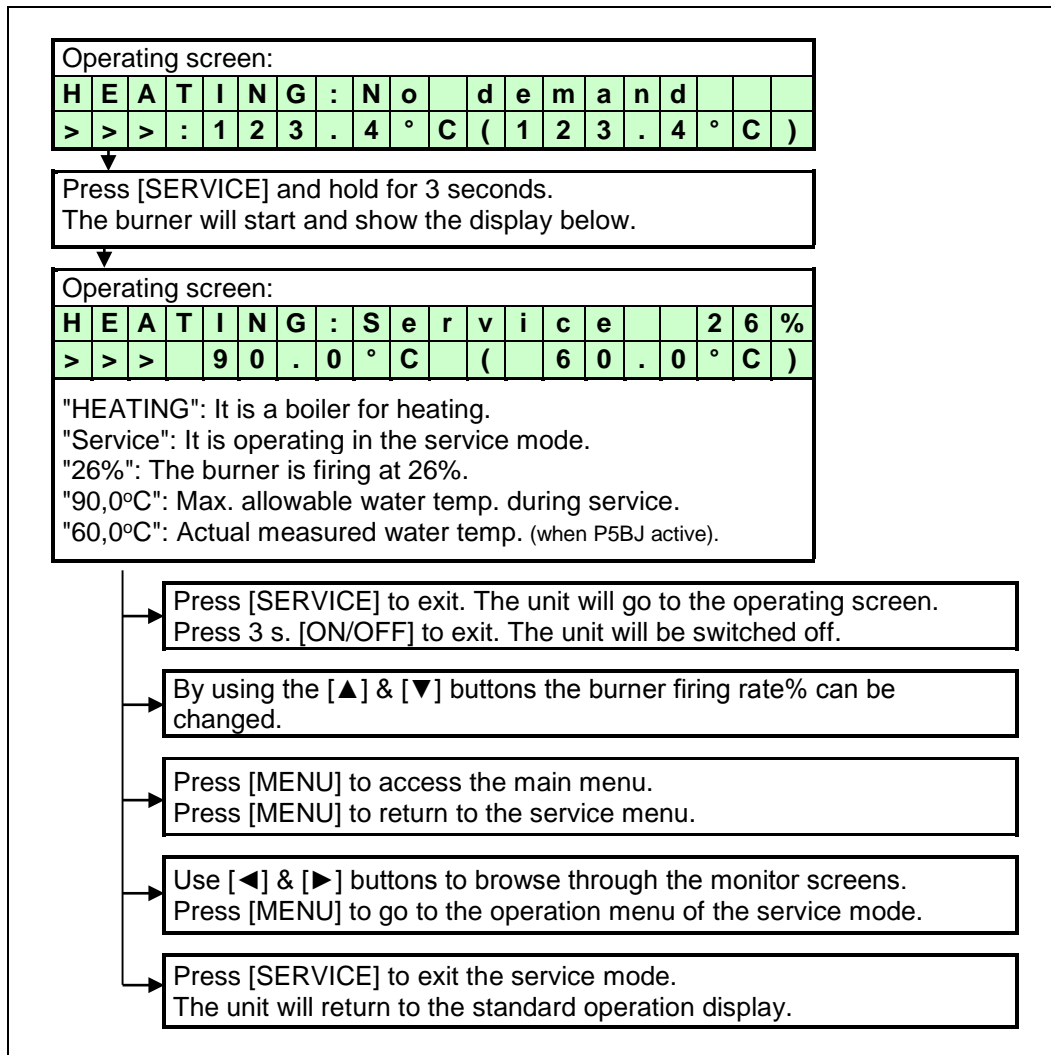 Operating screen:
HEATING:No demand
>>>:123.4°C(123.4°C)
Press [SERVICE] and hold for 3 seconds.
The burner will start and show the display below.
Operating screen:
HEATING:Service  26%
>>> 90.0°C ( 60.0°C)
"HEATING": It is a boiler for heating.
"Service": It is operating in the service mode.
"26%": The burner is firing at 26%.
"90,0ºC": Max. allowable water temp. during service.
"60,0ºC": Actual measured water temp. (when P5BJ active).
Press [SERVICE] to exit. The unit will go to the operating screen.
Press 3 s. [ON/OFF] to exit. The unit will be switched off.
By using the [▲] & [▼] buttons the burner firing rate% can be
changed.
Press [MENU] to access the main menu.
Press [MENU] to return to the service menu.
Use [◄] & [►] buttons to browse through the monitor screens.
Press [MENU] to go to the operation menu of the service mode.
Press [SERVICE] to exit the service mode.
The unit will return to the standard operation display.